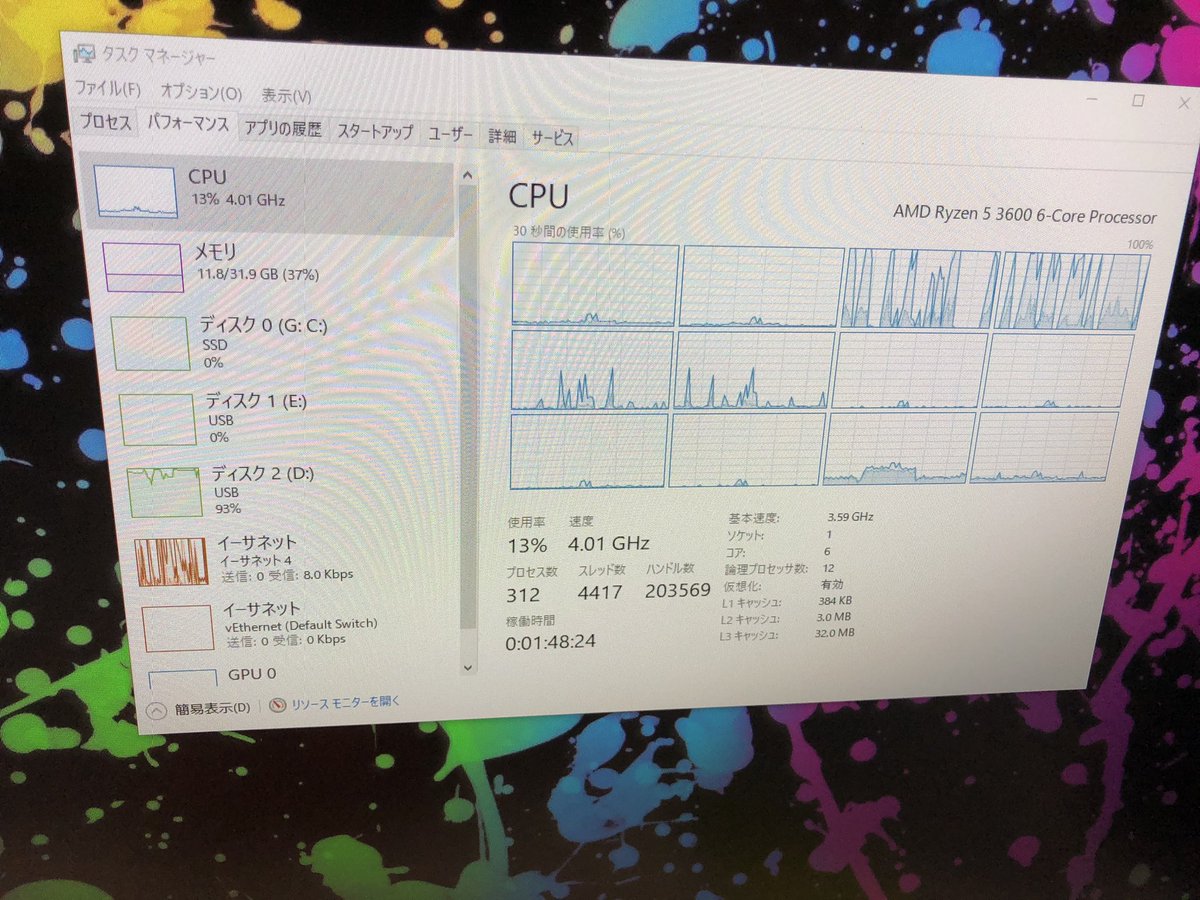 タスク マネージャー
ファイル(F) オプション(O) 表示(V)
プロセス パフォーマンス アプリの履歴 スタートアップ ユーザー 詳細 サービス
CPU
13% 4.01 GHz
メモリ
11.8/31.9 GB (37%)
ディスク 0 (G: C:)
SSD
0%
ディスク 1 (E:)
USB
0%
ディスク 2 (D:)
USB
93%
イーサネット
イーサネット 4
送信: 0 受信: 8.0 Kbps
イーサネット
vEthernet (Default Switch)
送信: 0 受信: 0 Kbps
GPU 0
簡易表示(D) リソース モニターを開く
CPU
AMD Ryzen 5 3600 6-Core Processor
30 秒間の使用率 (%)
100%
使用率 速度
13% 4.01 GHz
プロセス数 スレッド数 ハンドル数
312 4417 203569
稼働時間
0:01:48:24
基本速度: 3.59 GHz
ソケット: 1
コア: 6
論理プロセッサ数: 12
仮想化: 有効
L1 キャッシュ: 384 KB
L2 キャッシュ: 3.0 MB
L3 キャッシュ: 32.0 MB